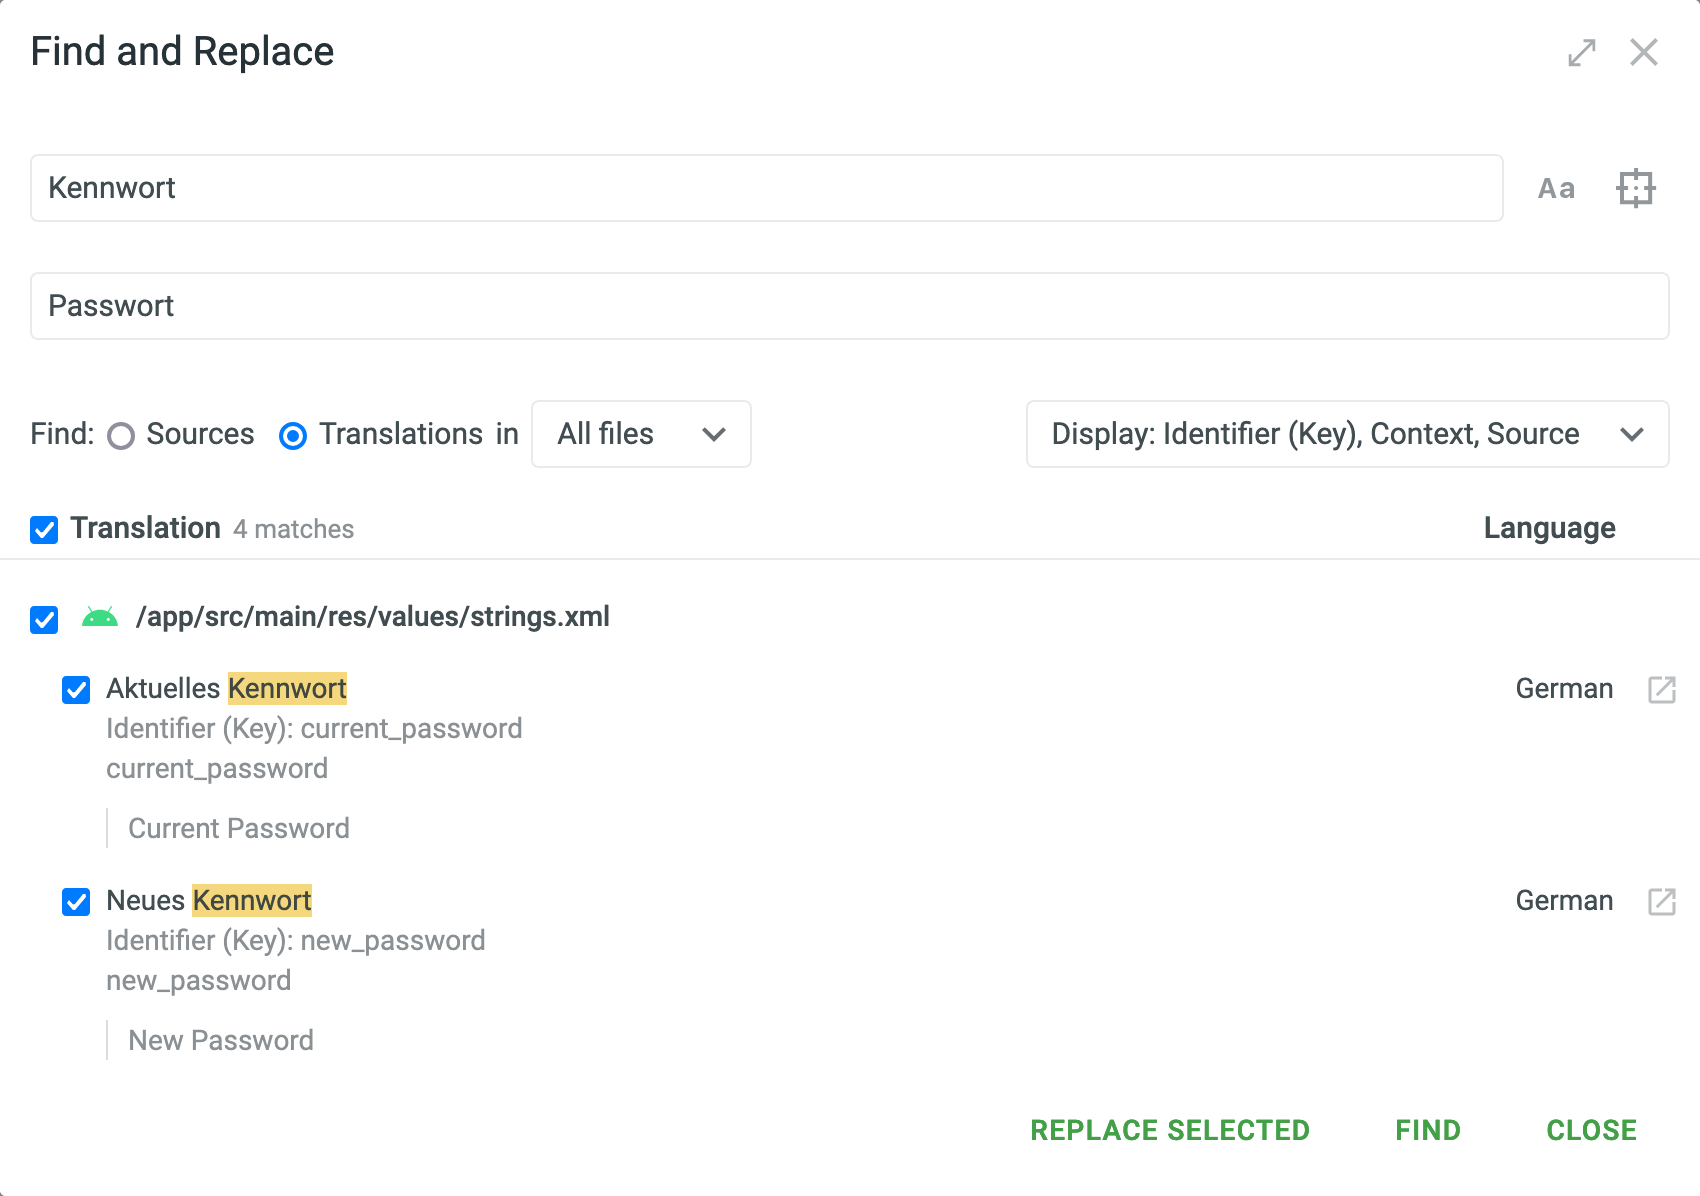 Find and Replace
Kennwort
Aa
Passwort
Find: Sources Translations in All files Display: Identifier (Key), Context, Source
Translation 4 matches Language
/app/src/main/res/values/strings.xml
Aktuelles Kennwort German
Identifier (Key): current_password
current_password
Current Password
Neues Kennwort German
Identifier (Key): new_password
new_password
New Password
REPLACE SELECTED FIND CLOSE